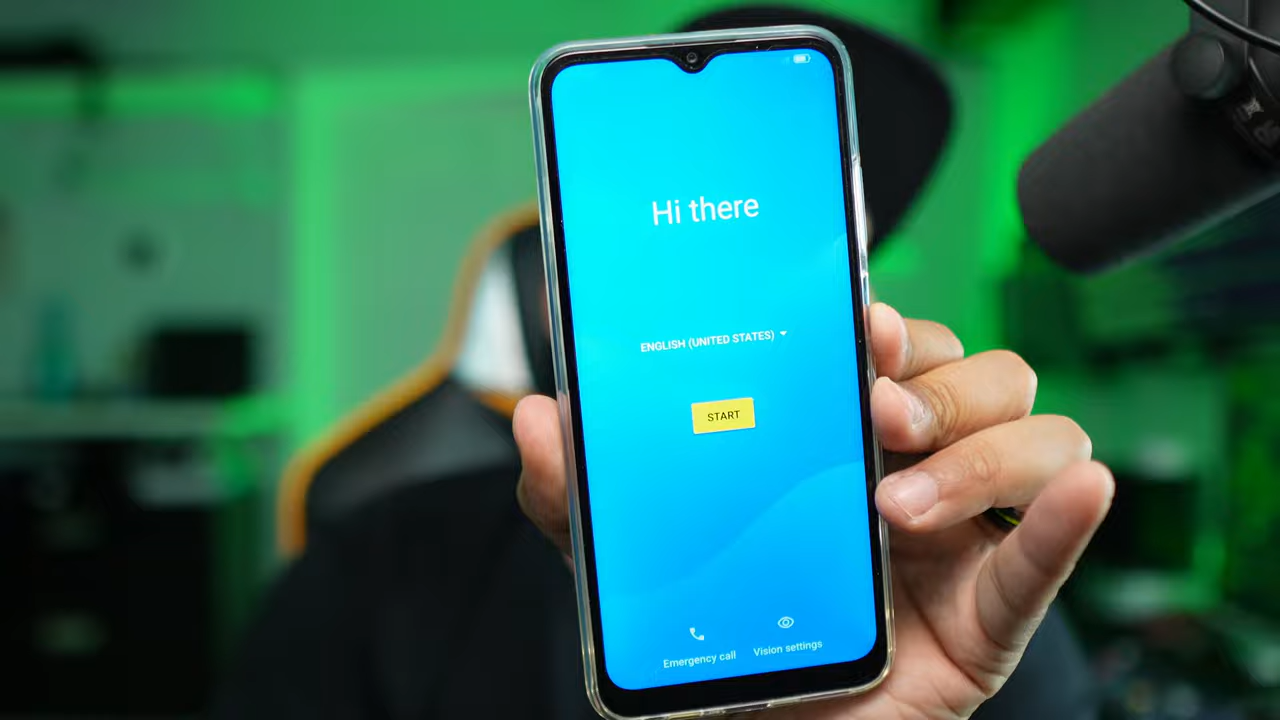 Hi there
ENGLISH (UNITED STATES)
START
Emergency call
Vision settings